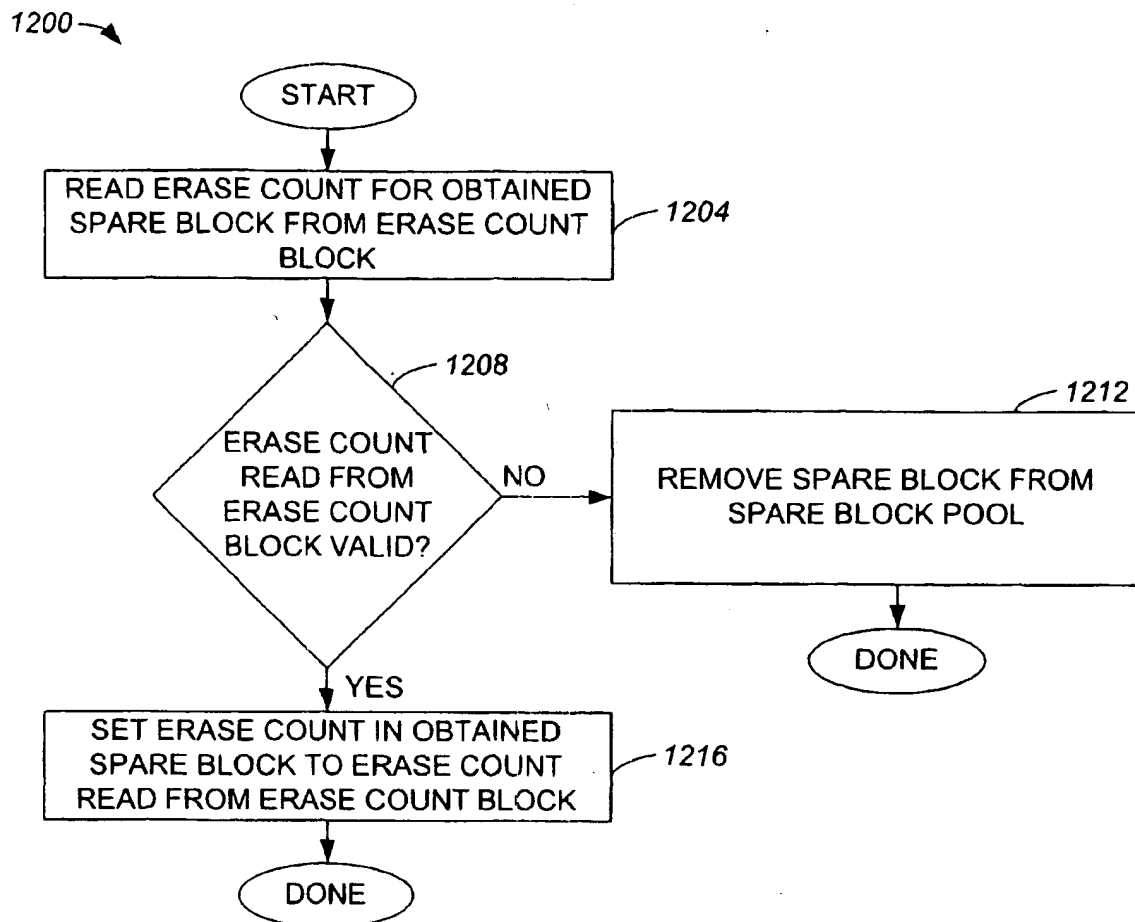 1200
START
READ ERASE COUNT FOR OBTAINED
SPARE BLOCK FROM ERASE COUNT
BLOCK
1204
1208
ERASE COUNT
READ FROM
ERASE COUNT
BLOCK VALID?
NO
1212
REMOVE SPARE BLOCK FROM
SPARE BLOCK POOL
DONE
YES
SET ERASE COUNT IN OBTAINED
SPARE BLOCK TO ERASE COUNT
READ FROM ERASE COUNT BLOCK
1216
DONE